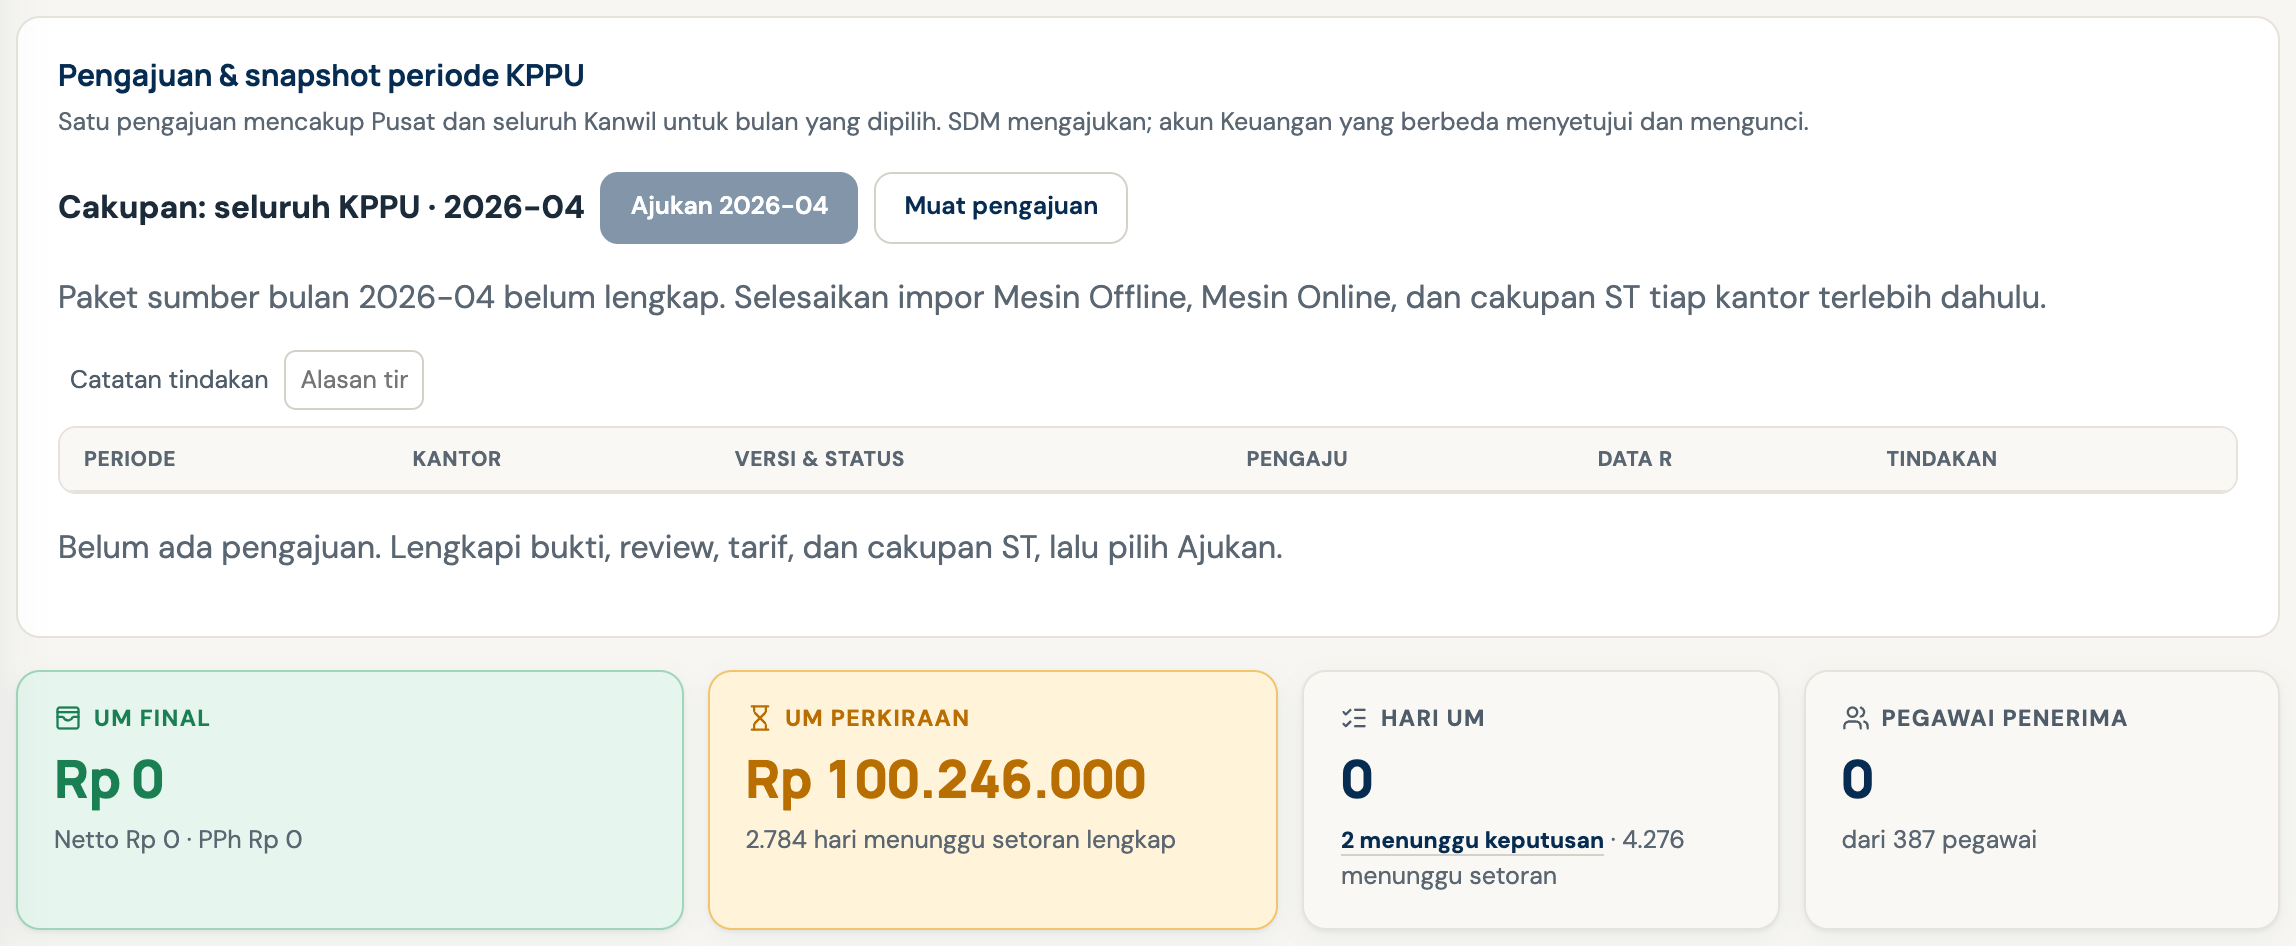 Pengajuan & snapshot periode KPPU
Satu pengajuan mencakup Pusat dan seluruh Kanwil untuk bulan yang dipilih. SDM mengajukan; akun Keuangan yang berbeda menyetujui dan mengunci.
Cakupan: seluruh KPPU · 2026-04 Ajukan 2026-04 Muat pengajuan
Paket sumber bulan 2026-04 belum lengkap. Selesaikan impor Mesin Offline, Mesin Online, dan cakupan ST tiap kantor terlebih dahulu.
Catatan tindakan Alasan tir
PERIODE KANTOR VERSI & STATUS PENGAJU DATA R TINDAKAN
Belum ada pengajuan. Lengkapi bukti, review, tarif, dan cakupan ST, lalu pilih Ajukan.
UM FINAL
Rp 0
Netto Rp 0 · PPh Rp 0
UM PERKIRAAN
Rp 100.246.000
2.784 hari menunggu setoran lengkap
HARI UM
0
2 menunggu keputusan · 4.276
menunggu setoran
PEGAWAI PENERIMA
0
dari 387 pegawai